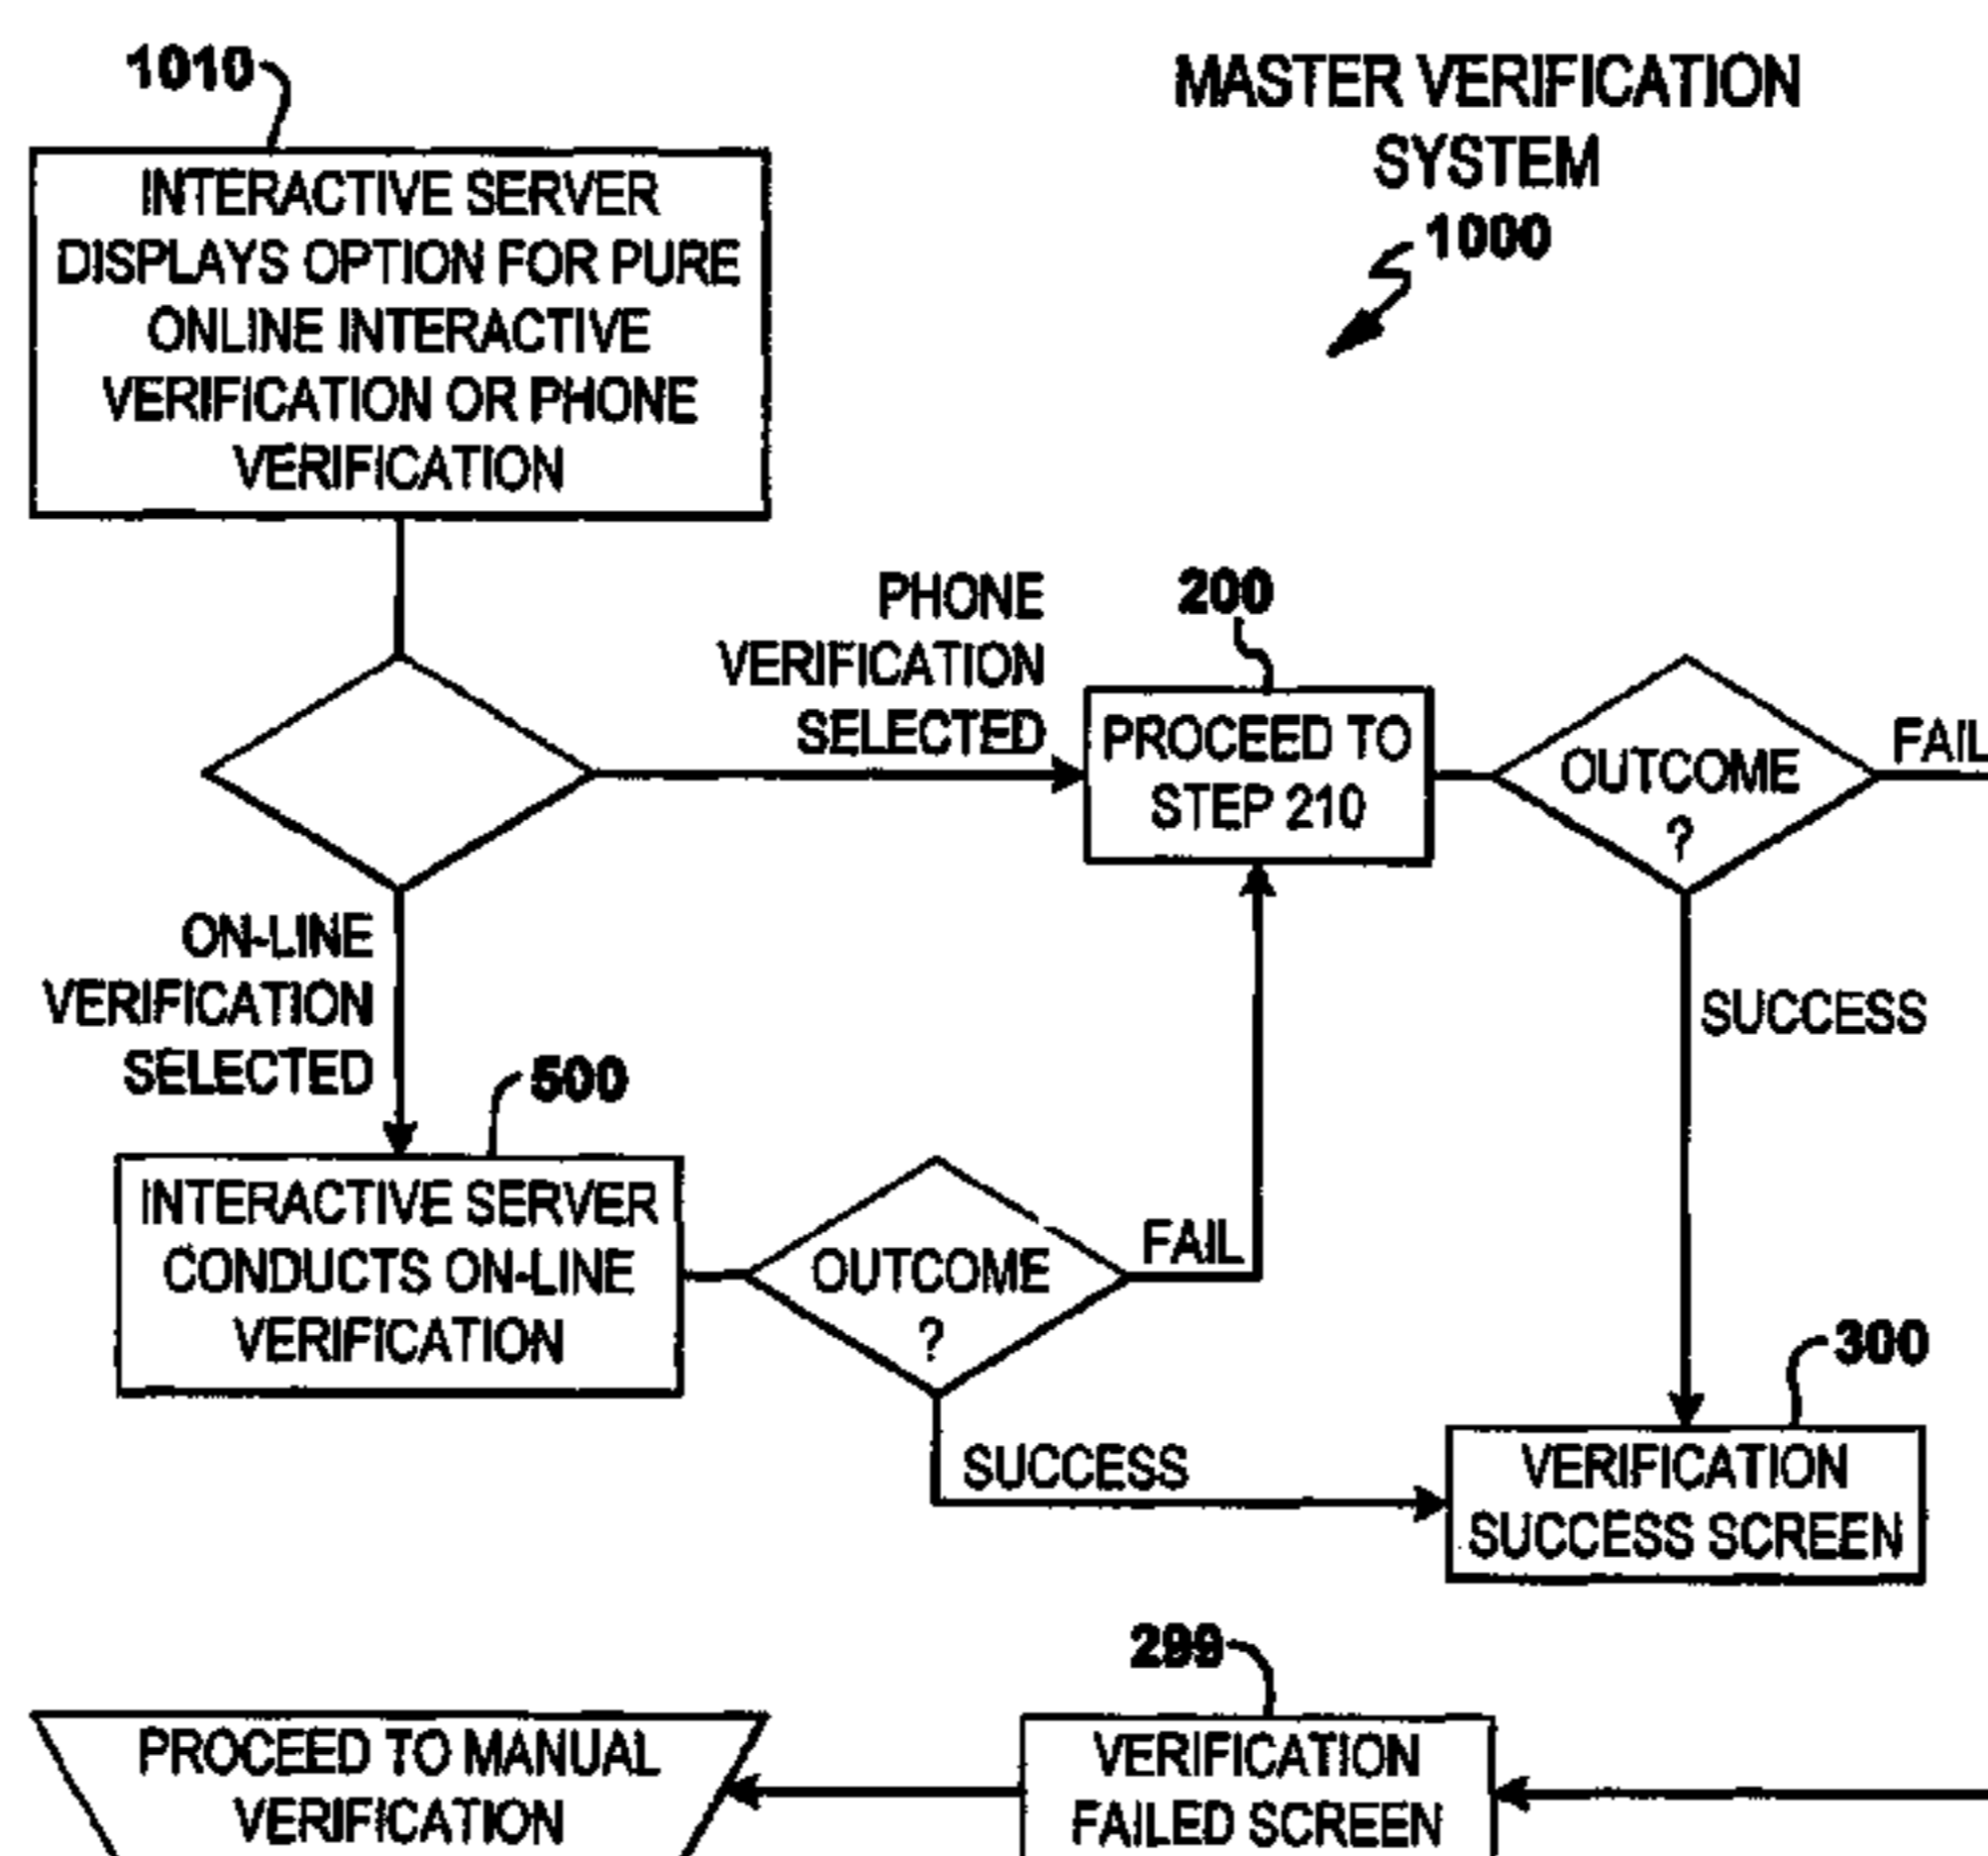 1010
MASTER VERIFICATION
SYSTEM
1000
INTERACTIVE SERVER
DISPLAYS OPTION FOR PURE
ONLINE INTERACTIVE
VERIFICATION OR PHONE
VERIFICATION
PHONE
VERIFICATION
SELECTED
200
PROCEED TO
STEP 210
OUTCOME
?
FAIL
ON-LINE
VERIFICATION
SELECTED
SUCCESS
500
INTERACTIVE SERVER
CONDUCTS ON-LINE
VERIFICATION
OUTCOME
?
FAIL
SUCCESS
300
VERIFICATION
SUCCESS SCREEN
299
PROCEED TO MANUAL
VERIFICATION
VERIFICATION
FAILED SCREEN